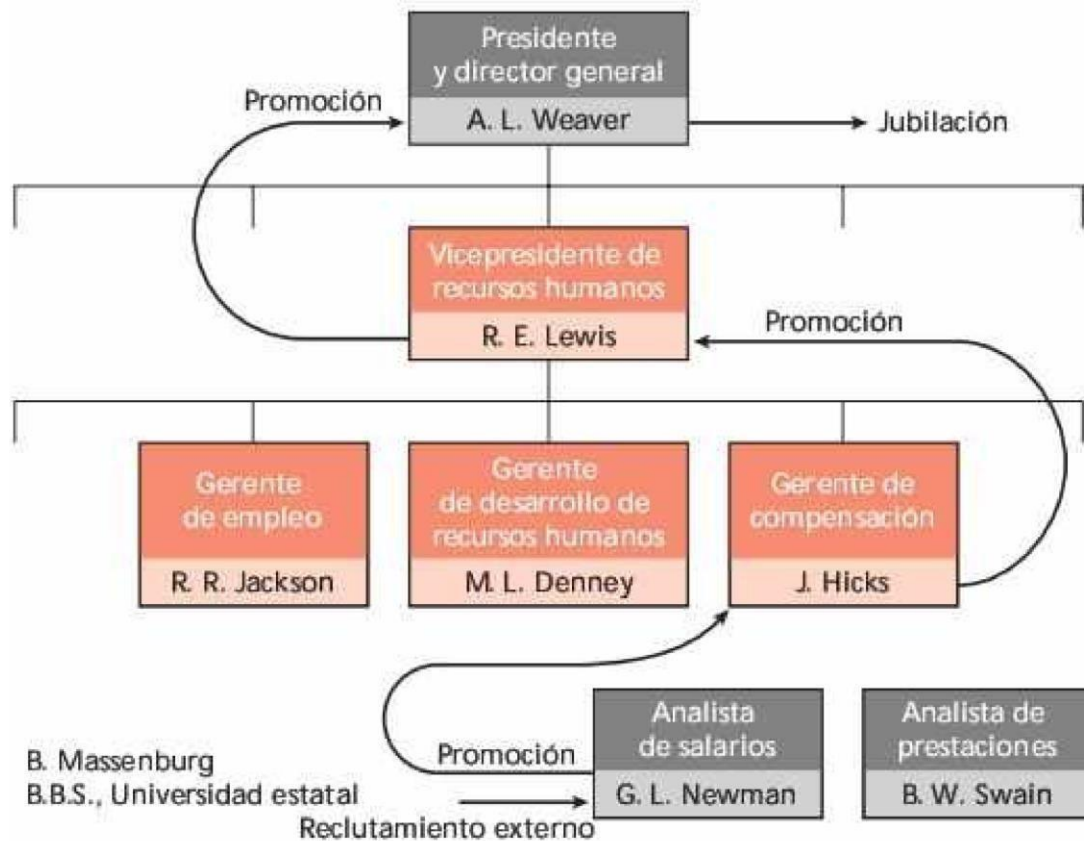 Presidente
y director general
A. L. Weaver
Promoción
Jubilación
Vicepresidente de
recursos humanos
R. E. Lewis
Promoción
Gerente
de empleo
R. R. Jackson
Gerente
de desarrollo de
recursos humanos
M. L. Denney
Gerente de
compensación
J. Hicks
Promoción
Analista
de salarios
G. L. Newman
Analista de
prestaciones
B. W. Swain
B. Massenburg
B.B.S., Universidad estatal
Reclutamiento externo